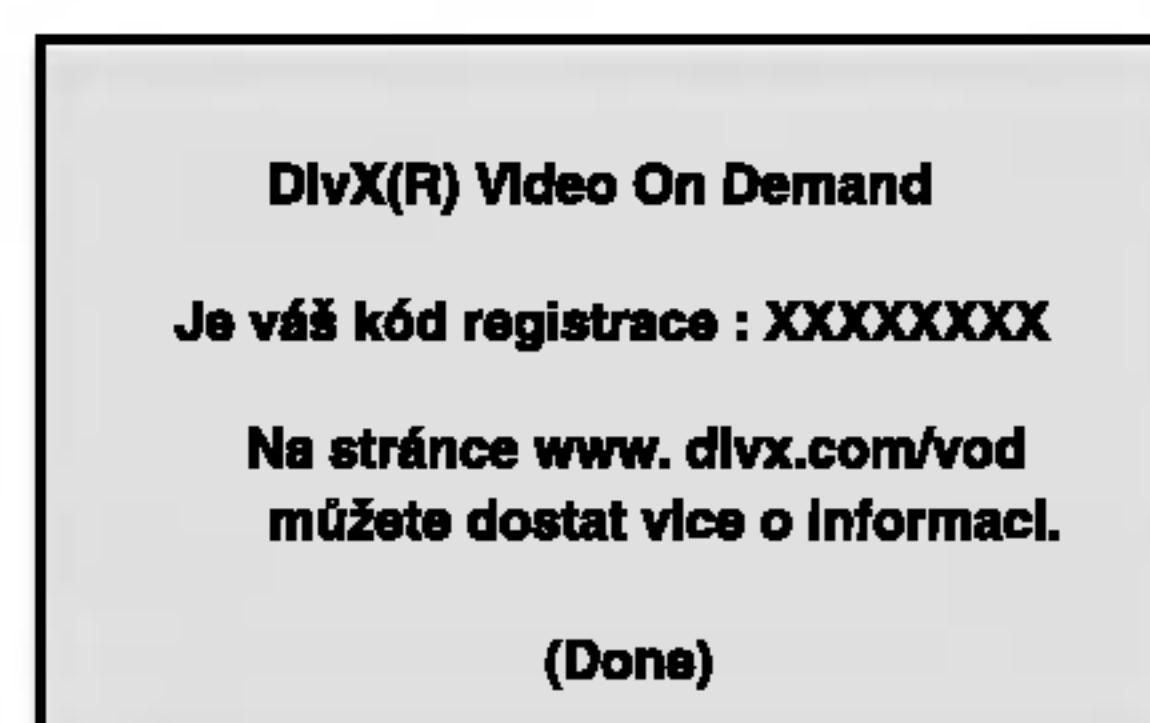 DivX(R) Video On Demand
Je váš kód registrace : XXXXXXXX
Na stránce www. divx.com/vod
můžete dostat vice o informaci.
(Done)